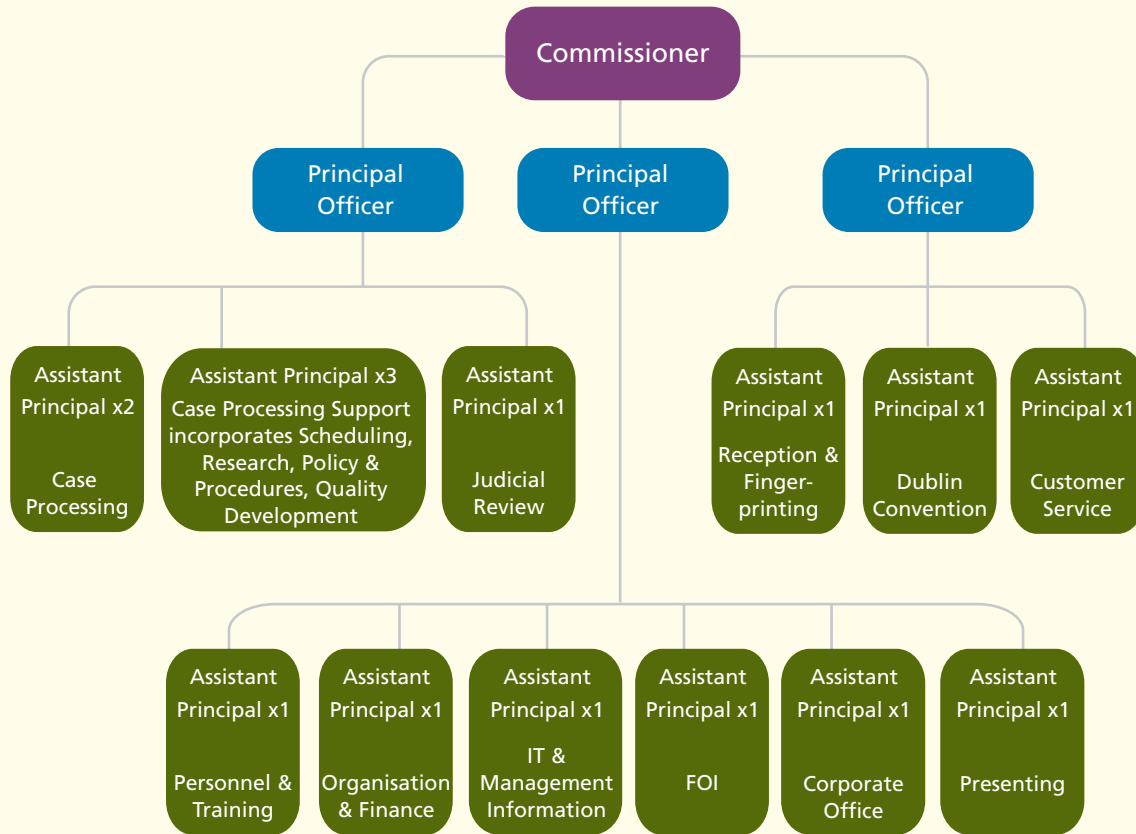 Commissioner
Principal
Officer
Principal
Officer
Principal
Officer
Assistant
Principal x2
Case
Processing
Assistant Principal x3
Case Processing Support
incorporates Scheduling,
Research, Policy &
Procedures, Quality
Development
Assistant
Principal x1
Judicial
Review
Assistant
Principal x1
Reception &
Finger-
printing
Assistant
Principal x1
Dublin
Convention
Assistant
Principal x1
Customer
Service
Assistant
Principal x1
Personnel &
Training
Assistant
Principal x1
Organisation
& Finance
Assistant
Principal x1
IT &
Management
Information
Assistant
Principal x1
FOI
Assistant
Principal x1
Corporate
Office
Assistant
Principal x1
Presenting